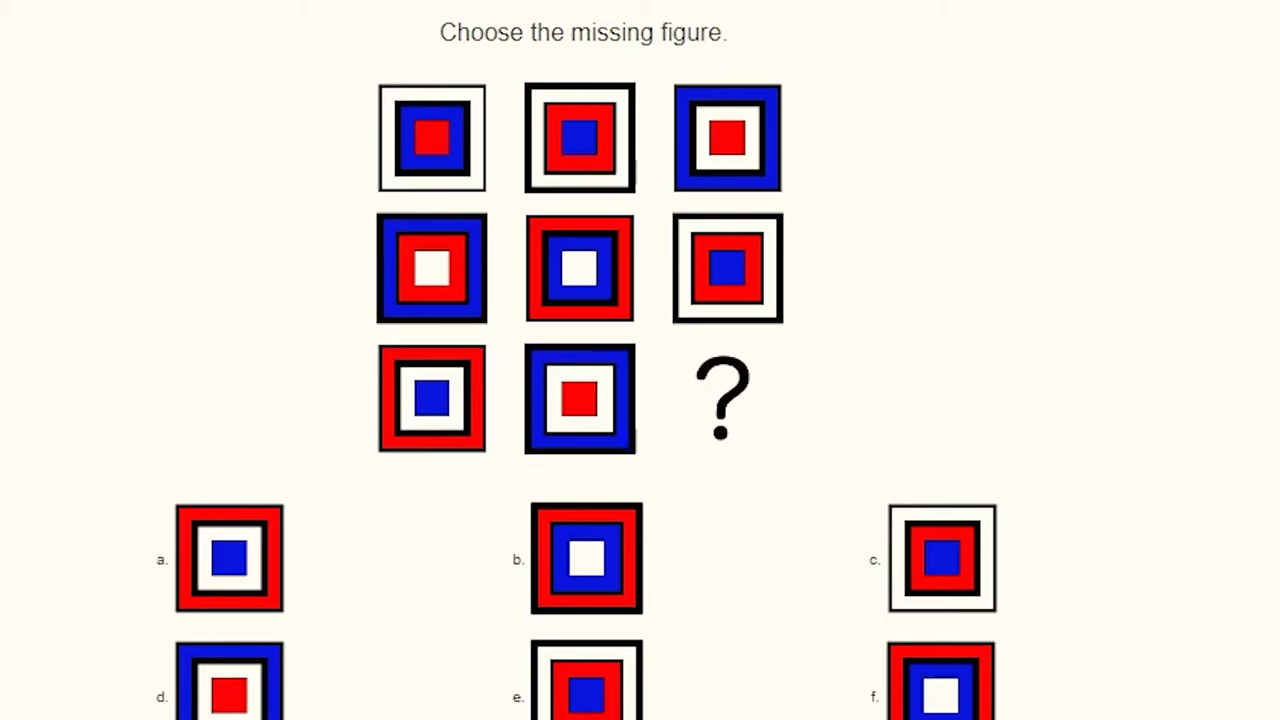 Choose the missing figure.
?
a.
b.
c.
d.
e.
f.